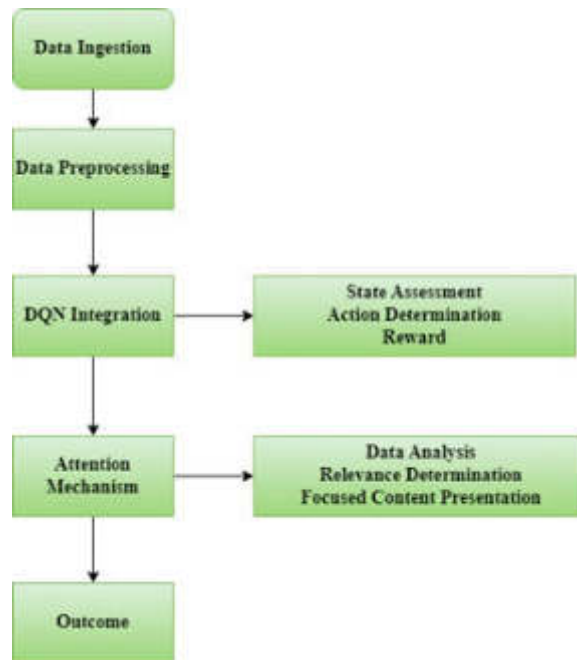 Data Ingestion
Data Preprocessing
DQN Integration
State Assessment
Action Determination
Reward
Attention
Mechanism
Data Analysis
Relevance Determination
Focused Content Presentation
Outcome